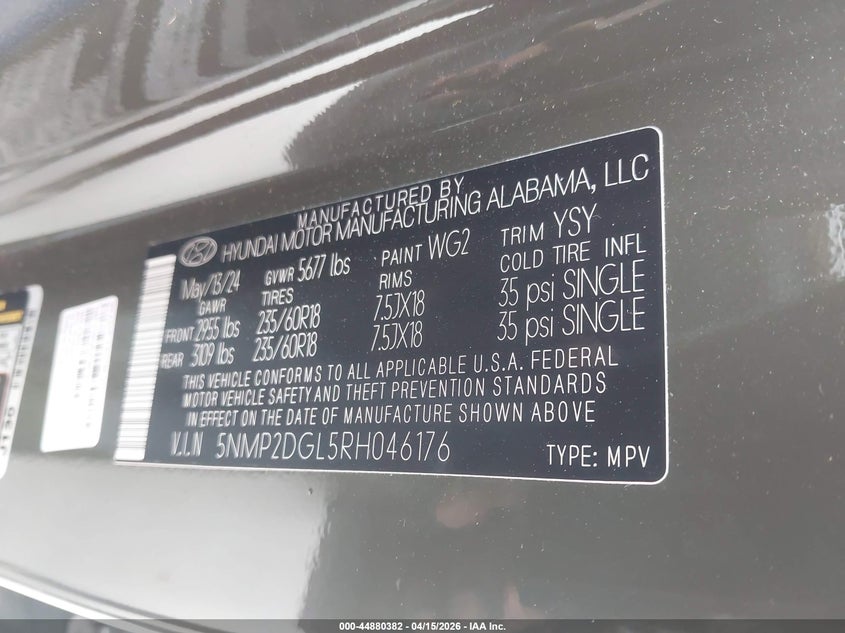 MANUFACTURED BY
HYUNDAI MOTOR MANUFACTURING ALABAMA, LLC
May/13/24 GVWR 5677 lbs PAINT WG2 TRIM YSY
GAWR TIRES RIMS COLD TIRE INFL
FRONT 2955 lbs 235/60R18 7.5JX18 35 psi SINGLE
REAR 3109 lbs 235/60R18 7.5JX18 35 psi SINGLE
THIS VEHICLE CONFORMS TO ALL APPLICABLE U.S.A. FEDERAL
MOTOR VEHICLE SAFETY AND THEFT PREVENTION STANDARDS
IN EFFECT ON THE DATE OF MANUFACTURE SHOWN ABOVE
V.I.N 5NMP2DGL5RH046176 TYPE: MPV
000-44880382 - 04/15/2026 - IAA Inc.